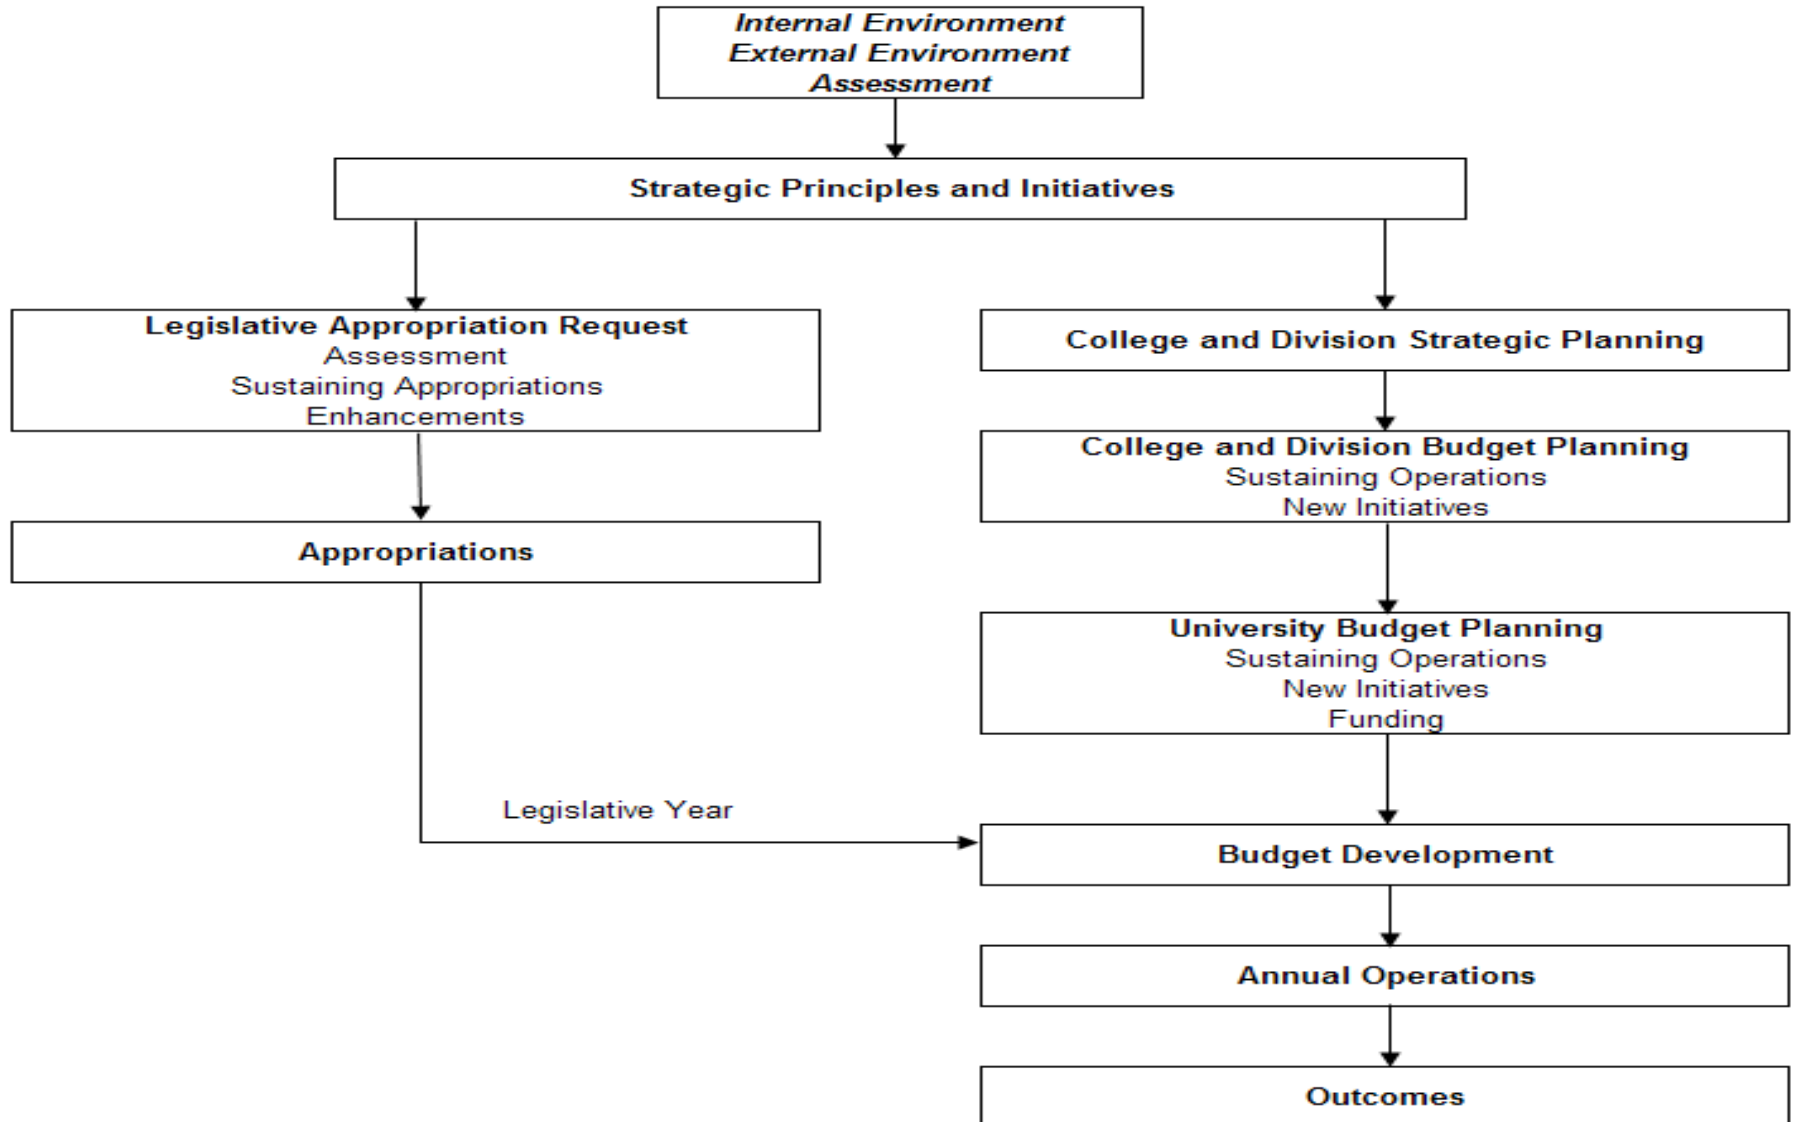 Internal Environment
External Environment
Assessment
Strategic Principles and Initiatives
Legislative Appropriation Request
Assessment
Sustaining Appropriations
Enhancements
College and Division Strategic Planning
College and Division Budget Planning
Sustaining Operations
New Initiatives
Appropriations
University Budget Planning
Sustaining Operations
New Initiatives
Funding
Legislative Year
Budget Development
Annual Operations
Outcomes